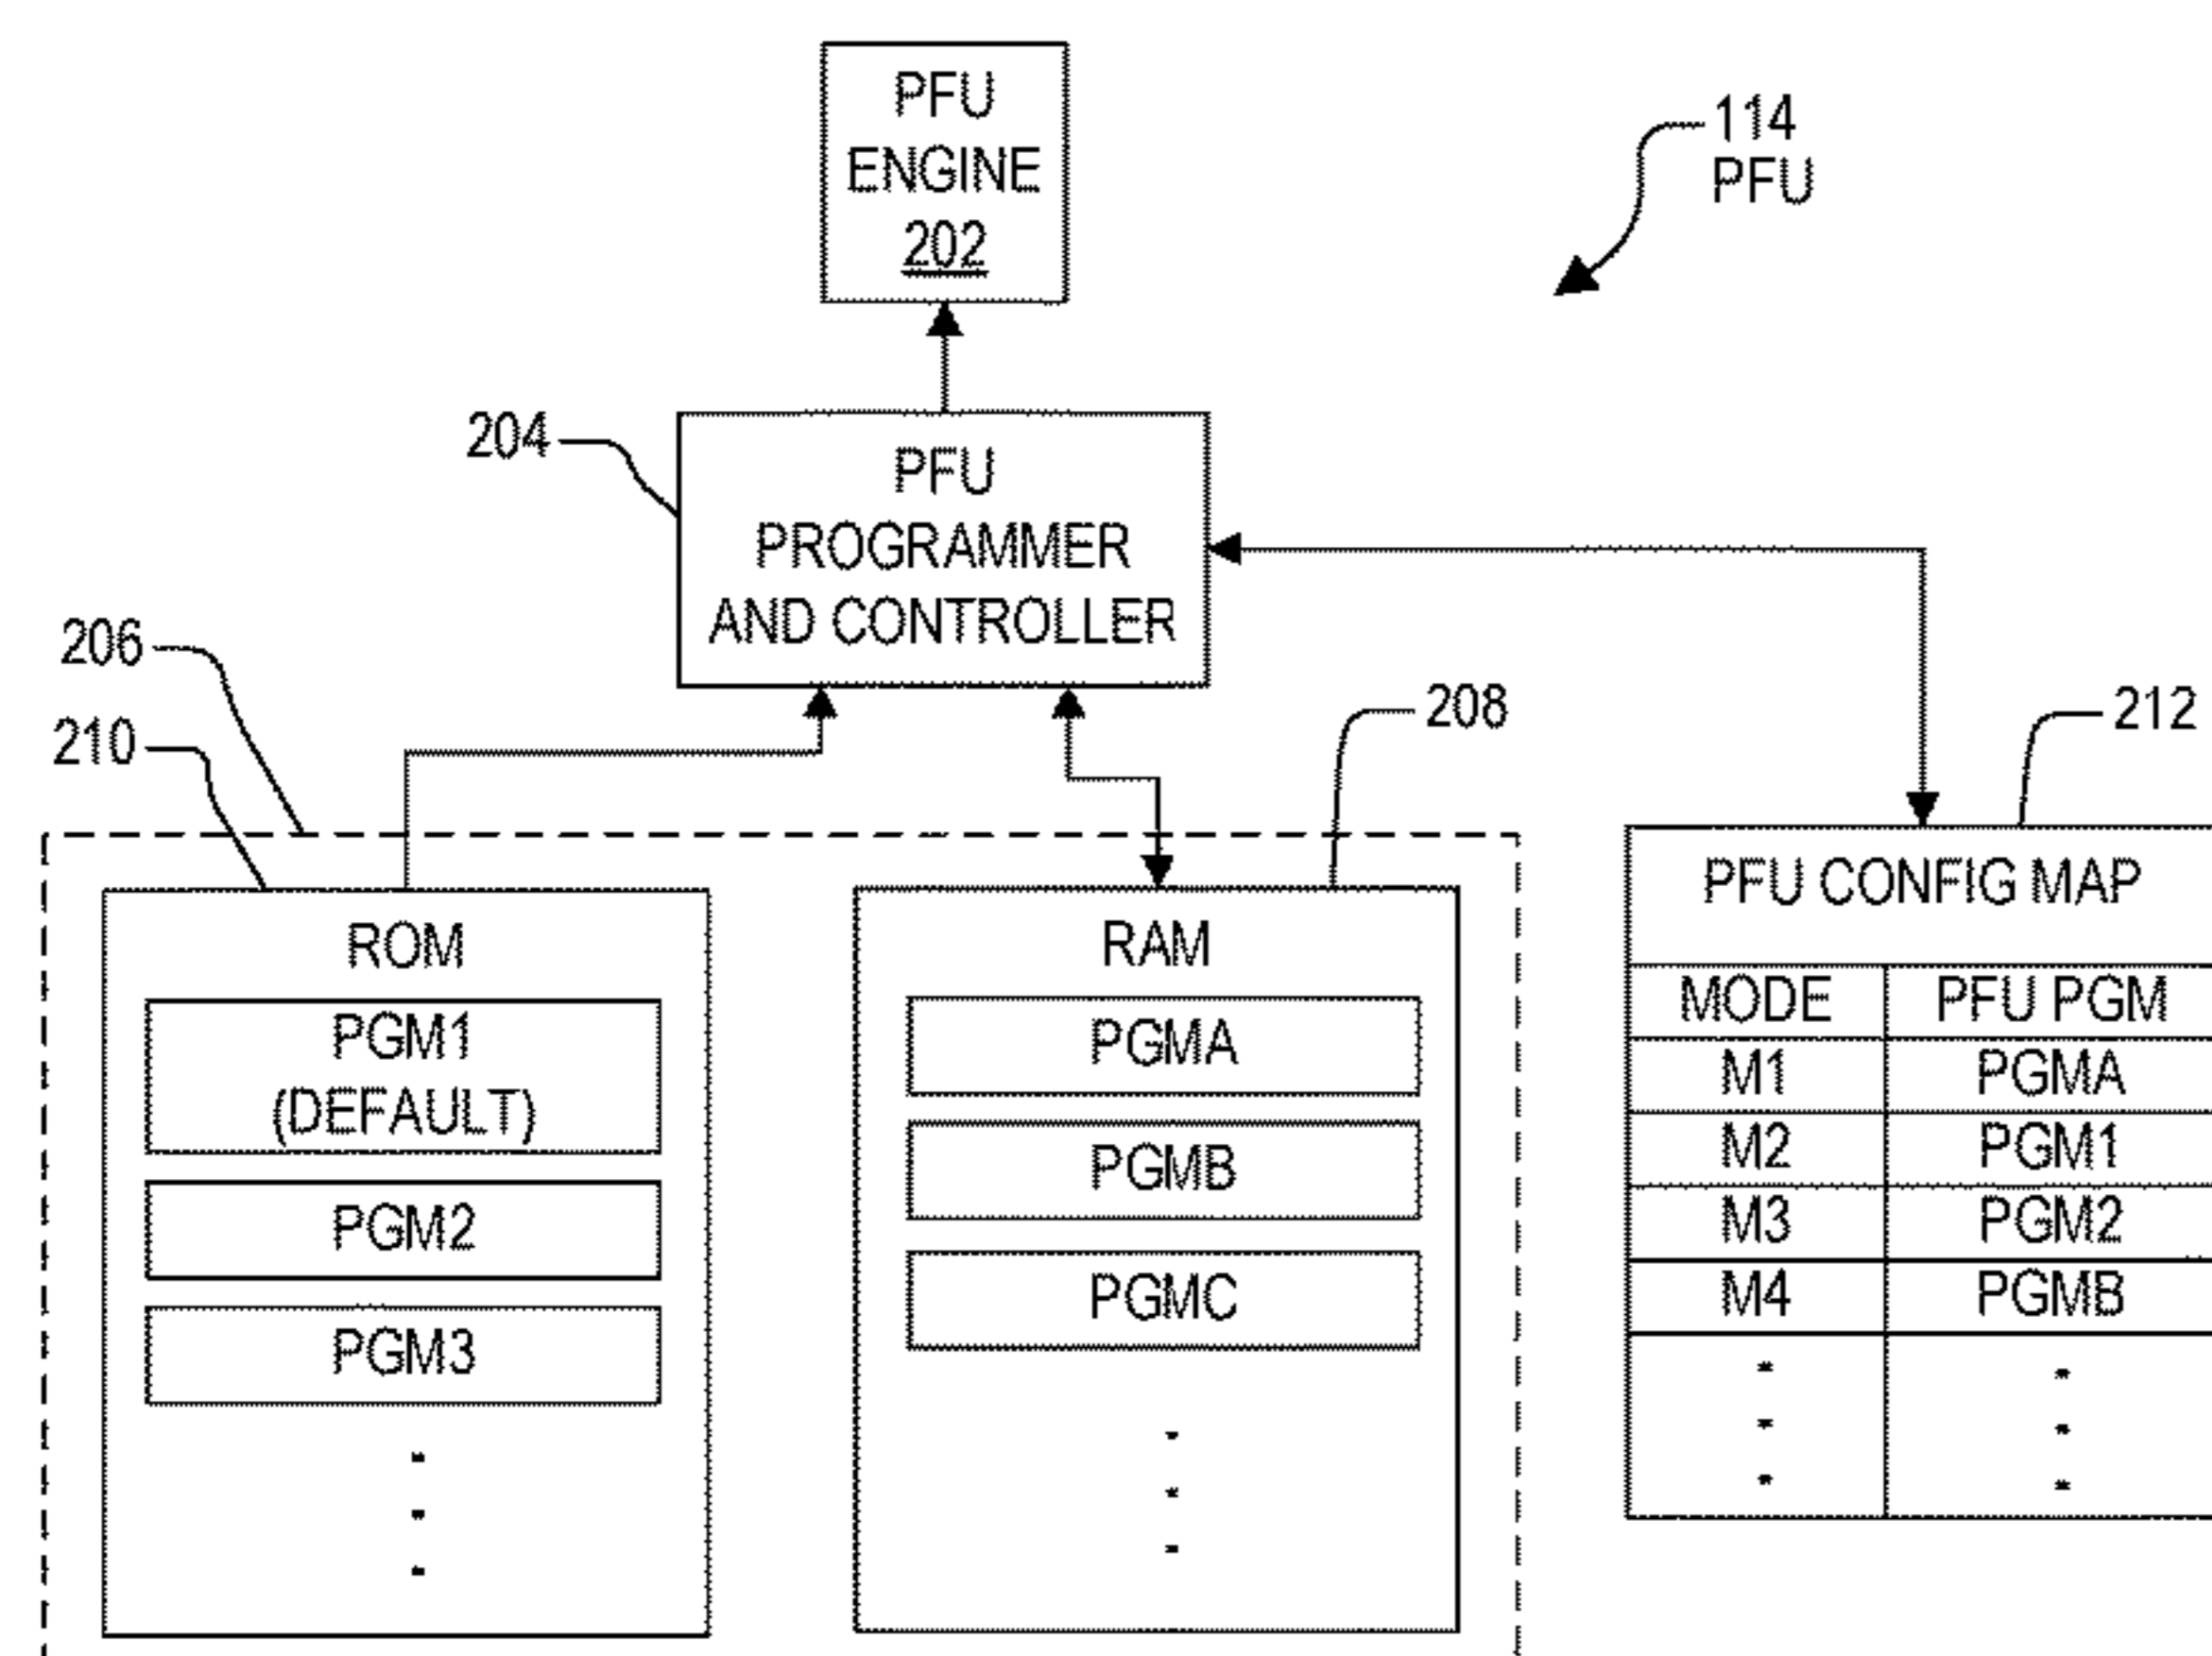 PFU
ENGINE
202
114
PFU
204
PFU
PROGRAMMER
AND CONTROLLER
206
210
208
212
ROM
PGM1
(DEFAULT)
PGM2
PGM3
RAM
PGMA
PGMB
PGMC
PFU CONFIG MAP
MODE PFU PGM
M1 PGMA
M2 PGM1
M3 PGM2
M4 PGMB